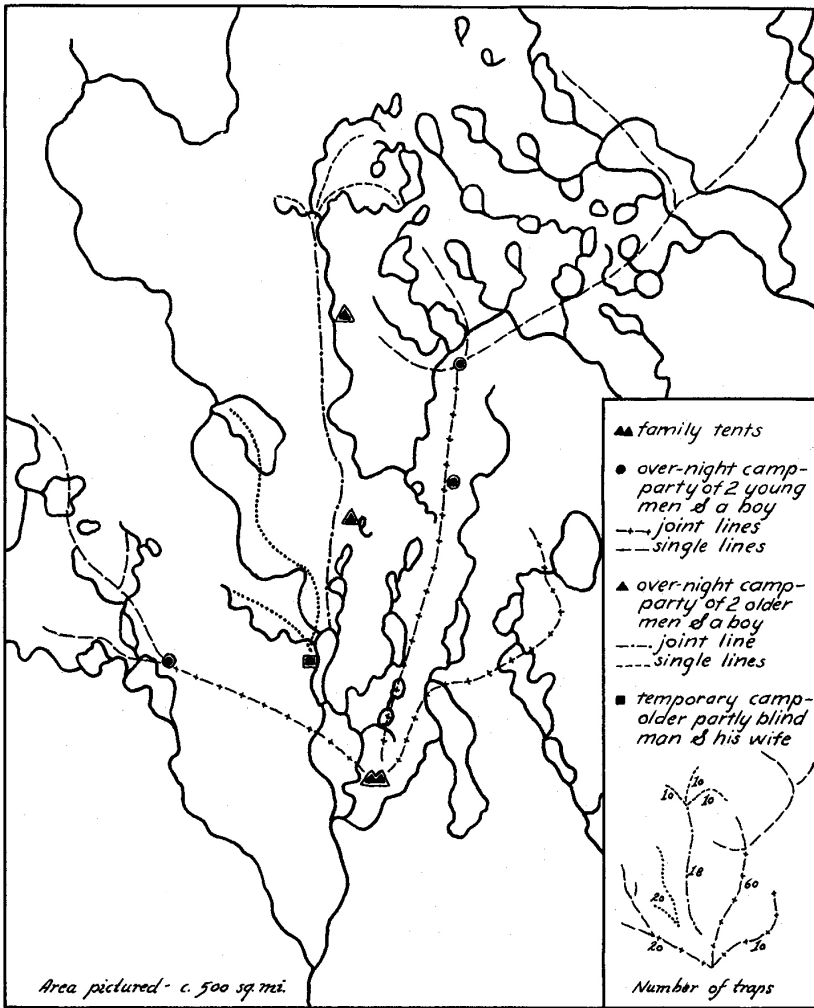 family tents
over-night camp-
party of 2 young
men & a boy
joint lines
single lines
over-night camp-
party of 2 older
men & a boy
joint line
single lines
temporary camp-
older partly blind
man & his wife
10
10
10
18
60
20
20
10
Number of traps
Area pictured - c. 500 sq. mi.